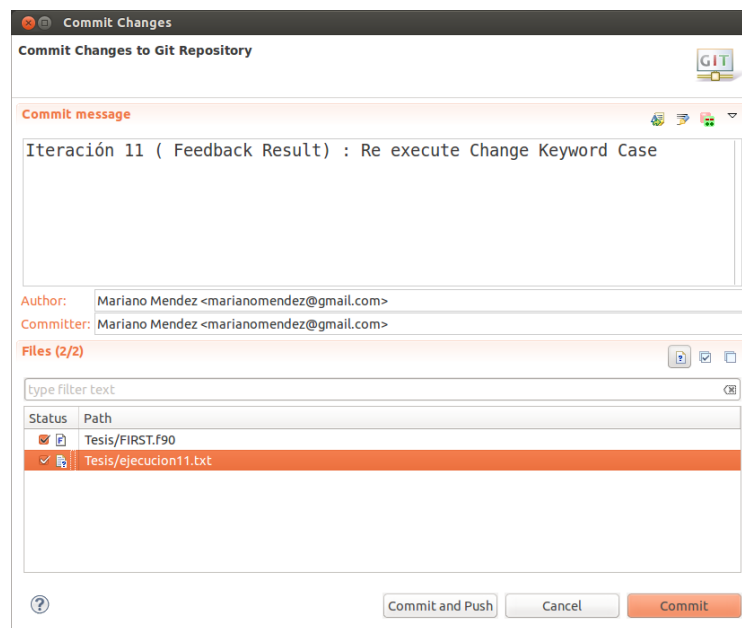 Commit Changes
Commit Changes to Git Repository
GIT
Commit message
Iteración 11 ( Feedback Result) : Re execute Change Keyword Case
Author: Mariano Mendez <marianomendez@gmail.com>
Committer: Mariano Mendez <marianomendez@gmail.com>
Files (2/2)
type filter text
Status Path
F Tesis/FIRST.f90
Tesis/ejecucion11.txt
Commit and Push Cancel Commit